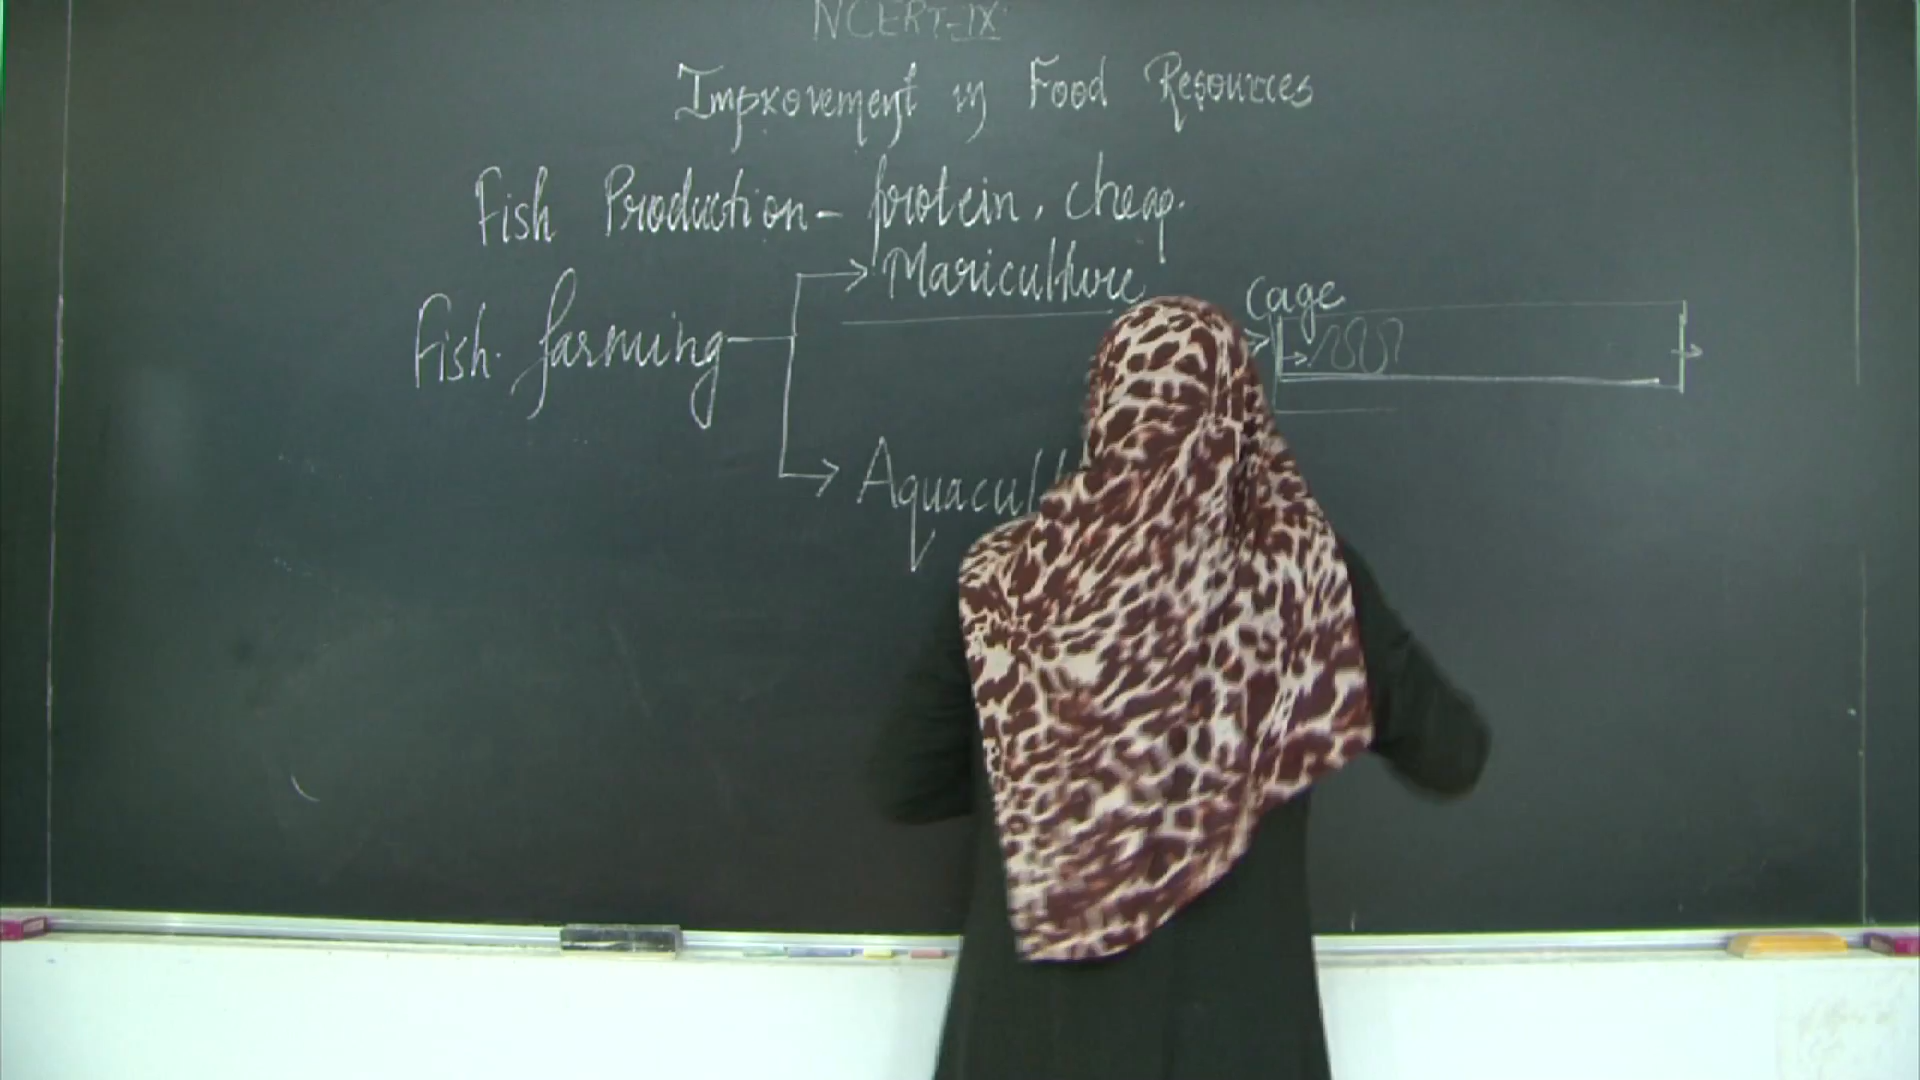 NCERT-IX
Improvement in Food Resources
Fish Production - protein, cheap.
Mariculture
Cage
Fish farming
Aquacul